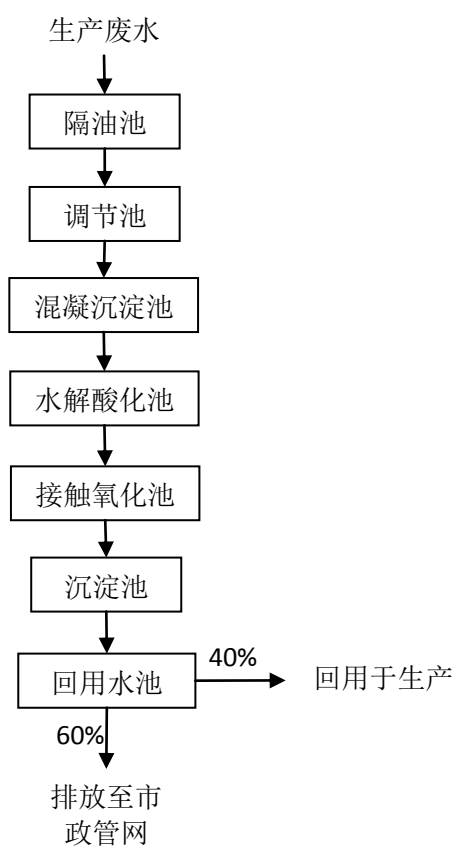 生产废水
隔油池
调节池
混凝沉淀池
水解酸化池
接触氧化池
沉淀池
回用水池
40%
回用于生产
60%
排放至市
政管网